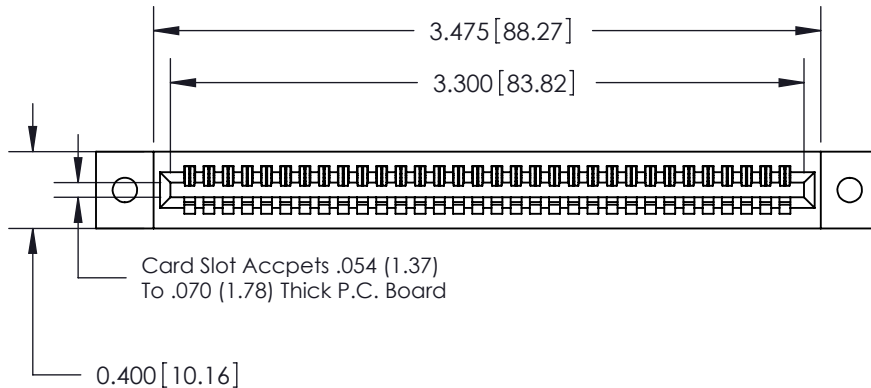 3.475[88.27]
3.300[83.82]
Card Slot Accpets .054 (1.37)
To .070 (1.78) Thick P.C. Board
0.400[10.16]